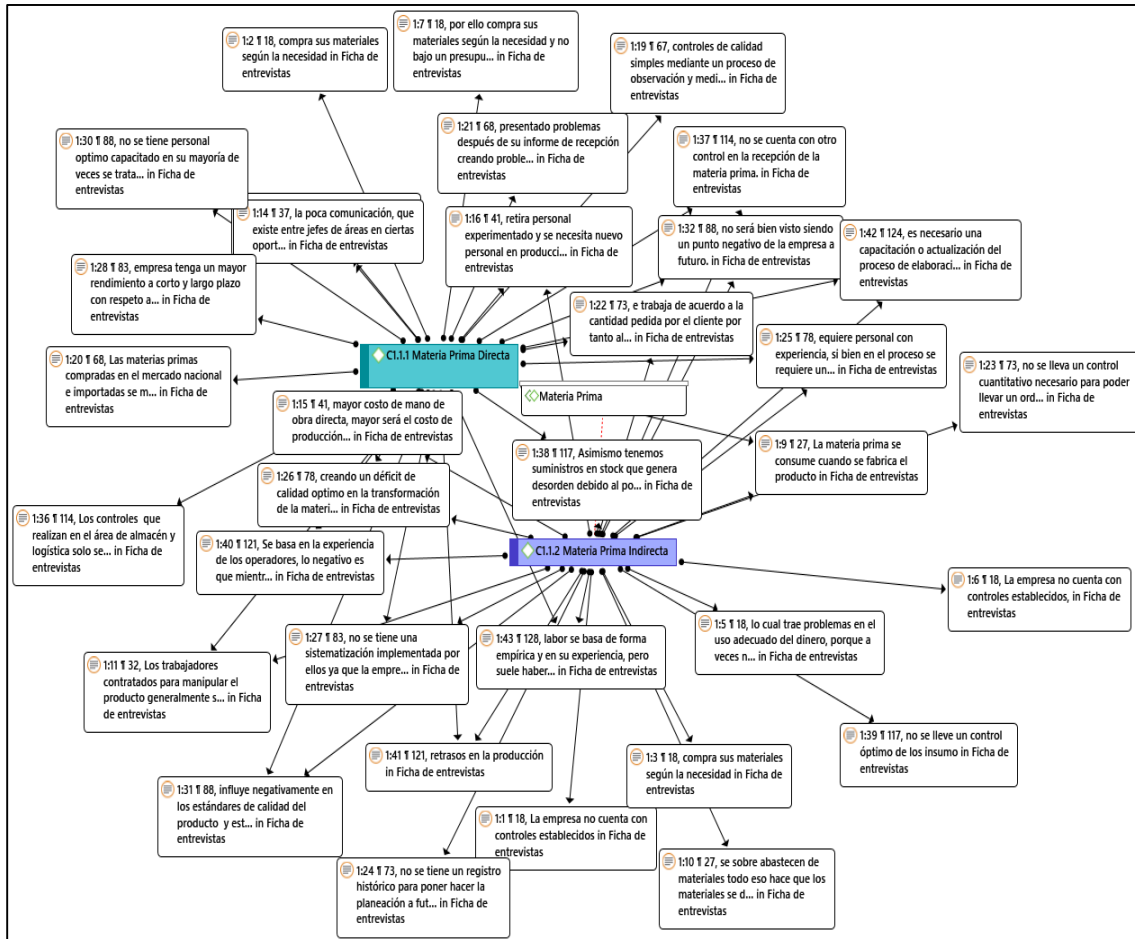 1:2 ¶ 18, compra sus materiales
según la necesidad in Ficha de
entrevistas
1:7 ¶ 18, por ello compra sus
materiales según la necesidad y no
bajo un presupu... in Ficha de
entrevistas
1:19 ¶ 67, controles de calidad
simples mediante un proceso de
observación y medi... in Ficha de
entrevistas
1:30 ¶ 88, no se tiene personal
optimo capacitado en su mayoría de
veces se trata... in Ficha de
entrevistas
1:21 ¶ 68, presentado problemas
después de su informe de recepción
creando proble... in Ficha de
entrevistas
1:37 ¶ 114, no se cuenta con otro
control en la recepción de la
materia prima. in Ficha de
entrevistas
1:14 ¶ 37, la poca comunicación, que
existe entre jefes de áreas en ciertas
oport... in Ficha de entrevistas
1:16 ¶ 41, retira personal
experimentado y se necesita nuevo
personal en producci... in Ficha de
entrevistas
1:32 ¶ 88, no será bien visto siendo
un punto negativo de la empresa a
futuro. in Ficha de entrevistas
1:42 ¶ 124, es necesario una
capacitación o actualización del
proceso de elaboraci... in Ficha de
entrevistas
1:28 ¶ 83, empresa tenga un mayor
rendimiento a corto y largo plazo
con respeto a... in Ficha de
entrevistas
1:22 ¶ 73, e trabaja de acuerdo a la
cantidad pedida por el cliente por
tanto al... in Ficha de entrevistas
1:25 ¶ 78, equiere personal con
experiencia, si bien en el proceso se
requiere un... in Ficha de
entrevistas
1:20 ¶ 68, Las materias primas
compradas en el mercado nacional
e importadas se m... in Ficha de
entrevistas
C1.1.1 Materia Prima Directa
1:23 ¶ 73, no se lleva un control
cuantitativo necesario para poder
llevar un ord... in Ficha de
entrevistas
Materia Prima
1:15 ¶ 41, mayor costo de mano de
obra directa, mayor será el costo de
producción... in Ficha de
entrevistas
1:38 ¶ 117, Asimismo tenemos
suministros en stock que genera
desorden debido al po... in Ficha de
entrevistas
1:9 ¶ 27, La materia prima se
consume cuando se fabrica el
producto in Ficha de
entrevistas
1:26 ¶ 78, creando un déficit de
calidad optimo en la transformación
de la materi... in Ficha de
entrevistas
1:36 ¶ 114, Los controles que
realizan en el área de almacén y
logística solo se... in Ficha de
entrevistas
1:40 ¶ 121, Se basa en la experiencia
de los operadores, lo negativo es
que mientr... in Ficha de
entrevistas
C1.1.2 Materia Prima Indirecta
1:6 ¶ 18, La empresa no cuenta con
controles establecidos, in Ficha de
entrevistas
1:5 ¶ 18, lo cual trae problemas en el
uso adecuado del dinero, porque a
veces n... in Ficha de
entrevistas
1:27 ¶ 83, no se tiene una
sistematización implementada por
ellos ya que la empre... in Ficha de
entrevistas
1:43 ¶ 128, labor se basa de forma
empírica y en su experiencia, pero
suele haber... in Ficha de
entrevistas
1:11 ¶ 32, Los trabajadores
contratados para manipular el
producto generalmente s... in Ficha
de entrevistas
1:39 ¶ 117, no se lleve un control
óptimo de los insumo in Ficha de
entrevistas
1:41 ¶ 121, retrasos en la producción
in Ficha de entrevistas
1:3 ¶ 18, compra sus materiales
según la necesidad in Ficha de
entrevistas
1:31 ¶ 88, influye negativamente en
los estándares de calidad del
producto y est... in Ficha de
entrevistas
1:1 ¶ 18, La empresa no cuenta con
controles establecidos in Ficha de
entrevistas
1:24 ¶ 73, no se tiene un registro
histórico para poner hacer la
planeación a fut... in Ficha de
entrevistas
1:10 ¶ 27, se sobre abastecen de
materiales todo eso hace que los
materiales se d... in Ficha de
entrevistas